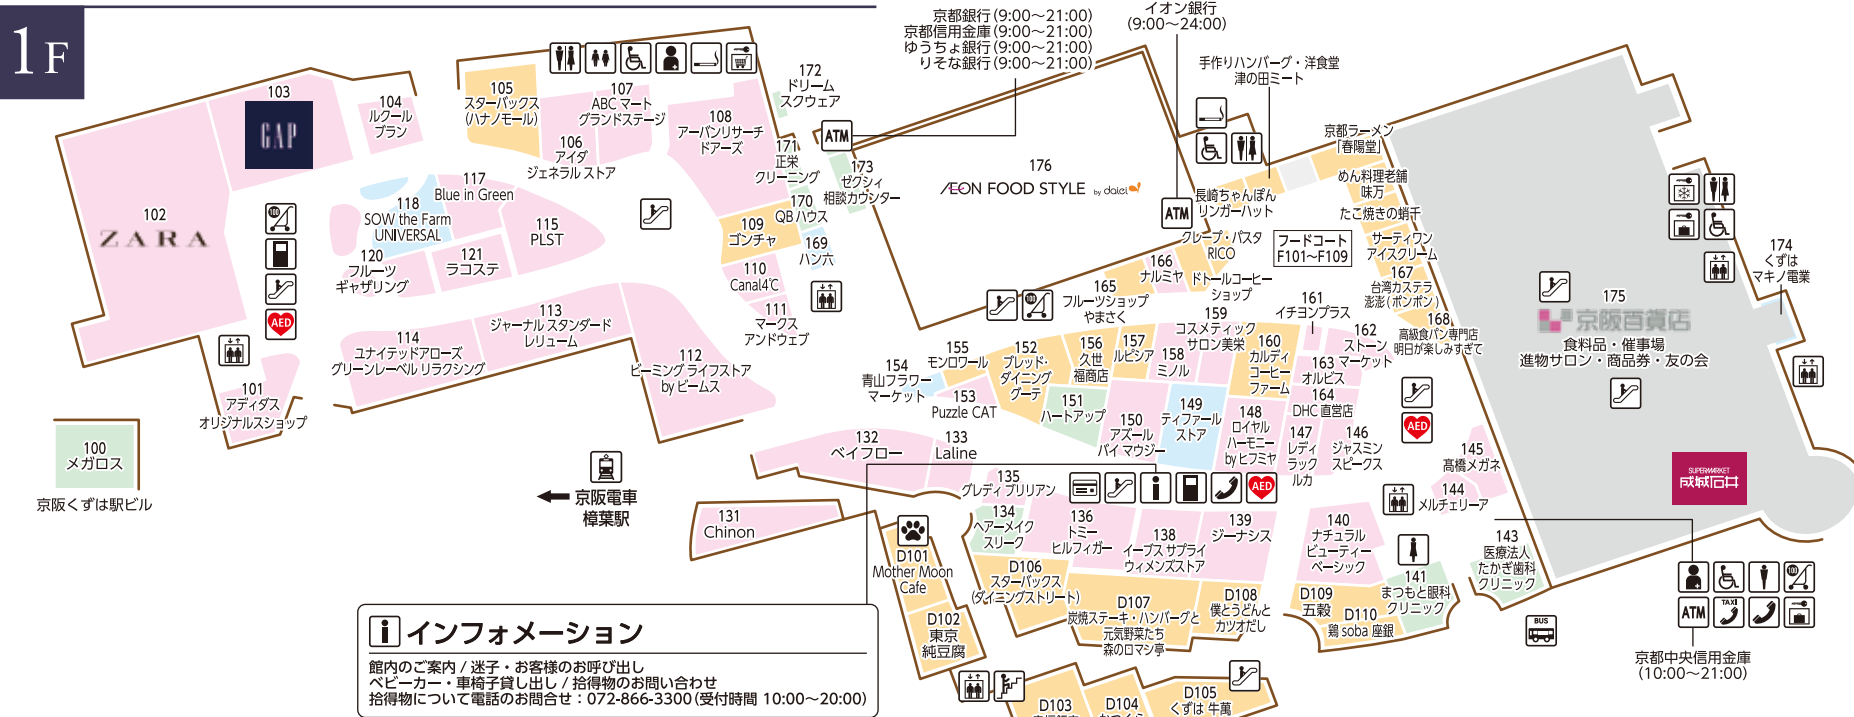 1F
京都銀行(9:00〜21:00)
京都信用金庫(9:00〜21:00)
ゆうちょ銀行(9:00〜21:00)
りそな銀行(9:00〜21:00)
イオン銀行
(9:00〜24:00)
手作りハンバーグ・洋食堂
津の田ミート
102
ZARA
103
GAP
104
ルクール
ブラン
105
スターバックス
(ハナノモール)
106
アイダ
ジェネラル ストア
107
ABC マート
グランドステージ
108
アーバンリサーチ
ドアーズ
172
ドリーム
スクウェア
ATM
171
正栄
クリーニング
173
ゼクシィ
相談カウンター
170
QB ハウス
169
ハン六
109
ゴンチャ
110
Canal4℃
111
マークス
アンドウェブ
117
Blue in Green
118
SOW the Farm
UNIVERSAL
115
PLST
120
フルーツ
ギャザリング
121
ラコステ
113
ジャーナル スタンダード
レリューム
114
ユナイテッドアローズ
グリーンレーベル リラクシング
112
ビーミング ライフストア
by ビームス
100
AED
101
アディダス
オリジナルスショップ
100
メガロス
京阪くずは駅ビル
176
ÆON FOOD STYLE by daiei
ATM
京都ラーメン
「春陽堂」
長崎ちゃんぽん
リンガーハット
めん料理老舗
味万
たこ焼きの蛸千
クレープ・パスタ
RICO
フードコート
F101〜F109
サーティワン
アイスクリーム
166
ナルミヤ
ドトールコーヒー
ショップ
167
台湾カステラ
澎澎(ポンポン)
165
フルーツショップ
やまさく
100
168
高級食パン専門店
明日が楽しみすぎて
161
イチヨンプラス
159
コスメティック
サロン美栄
162
ストーン
マーケット
160
カルディ
コーヒー
ファーム
163
オルビス
164
DHC 直営店
155
モンロワール
154
青山フラワー
マーケット
153
Puzzle CAT
152
ブレッド・
ダイニング
グーテ
156
久世
福商店
157
ルピシア
158
ミノル
151
ハートアップ
150
アズール
バイ マウジー
149
ティファール
ストア
148
ロイヤル
ハーモニー
by ヒフミヤ
147
レディ
ラック
ルカ
146
ジャスミン
スピークス
AED
145
髙橋メガネ
144
メルチェリーア
175
京阪百貨店
食料品・催事場
進物サロン・商品券・友の会
174
くずは
マキノ電業
SUPERMARKET
成城石井
132
ベイフロー
133
Laline
135
グレディ ブリリアン
AED
134
ヘアーメイク
スリーク
136
トミー
ヒルフィガー
138
イーブス サプライ
ウィメンズストア
139
ジーナシス
140
ナチュラル
ビューティー
ベーシック
141
まつもと眼科
クリニック
143
医療法人
たかぎ歯科
クリニック
131
Chinon
京阪電車
樟葉駅
D101
Mother Moon
Cafe
D102
東京
純豆腐
D106
スターバックス
(ダイニングストリート)
D107
炭焼ステーキ・ハンバーグと
元気野菜たち
森のロマン亭
D108
僕とうどんと
カツオだし
D109
五穀
D110
鶏 soba 座銀
D103
D104
D105
くずは 牛萬
BUS
100
ATM
TAXI
京都中央信用金庫
(10:00〜21:00)
i インフォメーション
館内のご案内 / 迷子・お客様のお呼び出し
ベビーカー・車椅子貸し出し / 拾得物のお問い合わせ
拾得物について電話のお問合せ：072-866-3300(受付時間 10:00〜20:00)